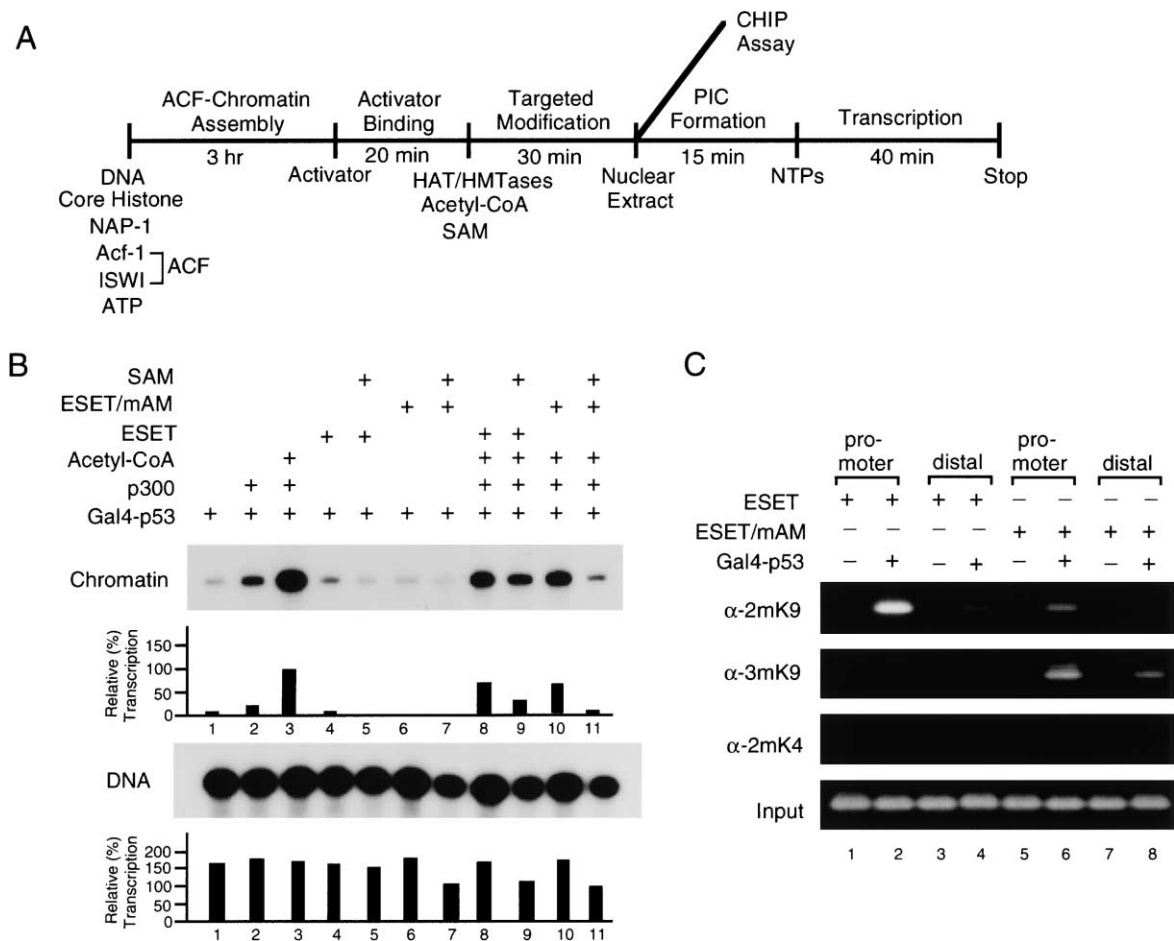 A
CHIP
Assay
ACF-Chromatin
Assembly
Activator
Binding
Targeted
Modification
PIC
Formation
Transcription
3 hr
20 min
30 min
15 min
40 min
DNA
Core Histone
NAP-1
Acf-1
ISWI
ACF
ATP
Activator
HAT/HMTases
Acetyl-CoA
SAM
Nuclear
Extract
NTPs
Stop
B
SAM + + + +
ESET/mAM + + + +
ESET + + + +
Acetyl-CoA + + + + +
p300 + + + + + +
Gal4-p53 + + + + + + + + + + +
Chromatin
Relative (%)
Transcription
150
100
50
0
1 2 3 4 5 6 7 8 9 10 11
DNA
Relative (%)
Transcription
200
150
100
50
0
1 2 3 4 5 6 7 8 9 10 11
C
pro-
moter distal pro-
moter distal
ESET + + + + – – – –
ESET/mAM – – – – + + + +
Gal4-p53 – + – + – + – +
α-2mK9
α-3mK9
α-2mK4
Input
1 2 3 4 5 6 7 8